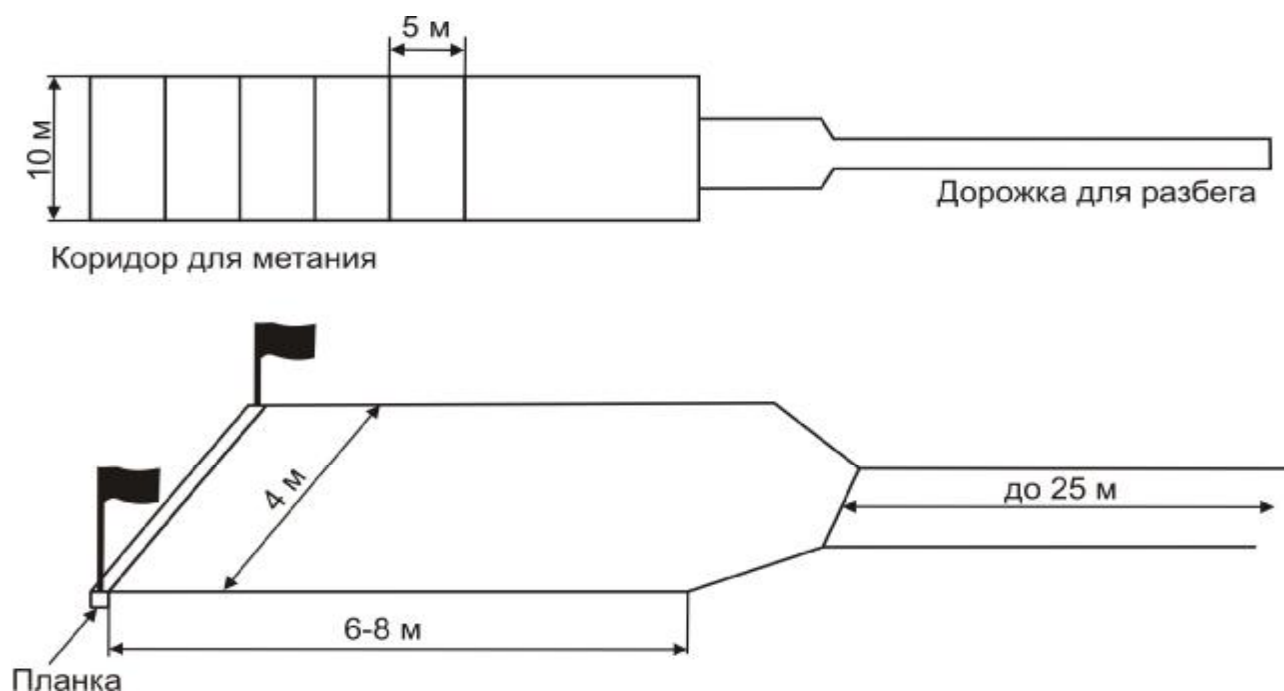 5 м
10 м
Дорожка для разбега
Коридор для метания
4 м
до 25 м
6-8 м
Планка